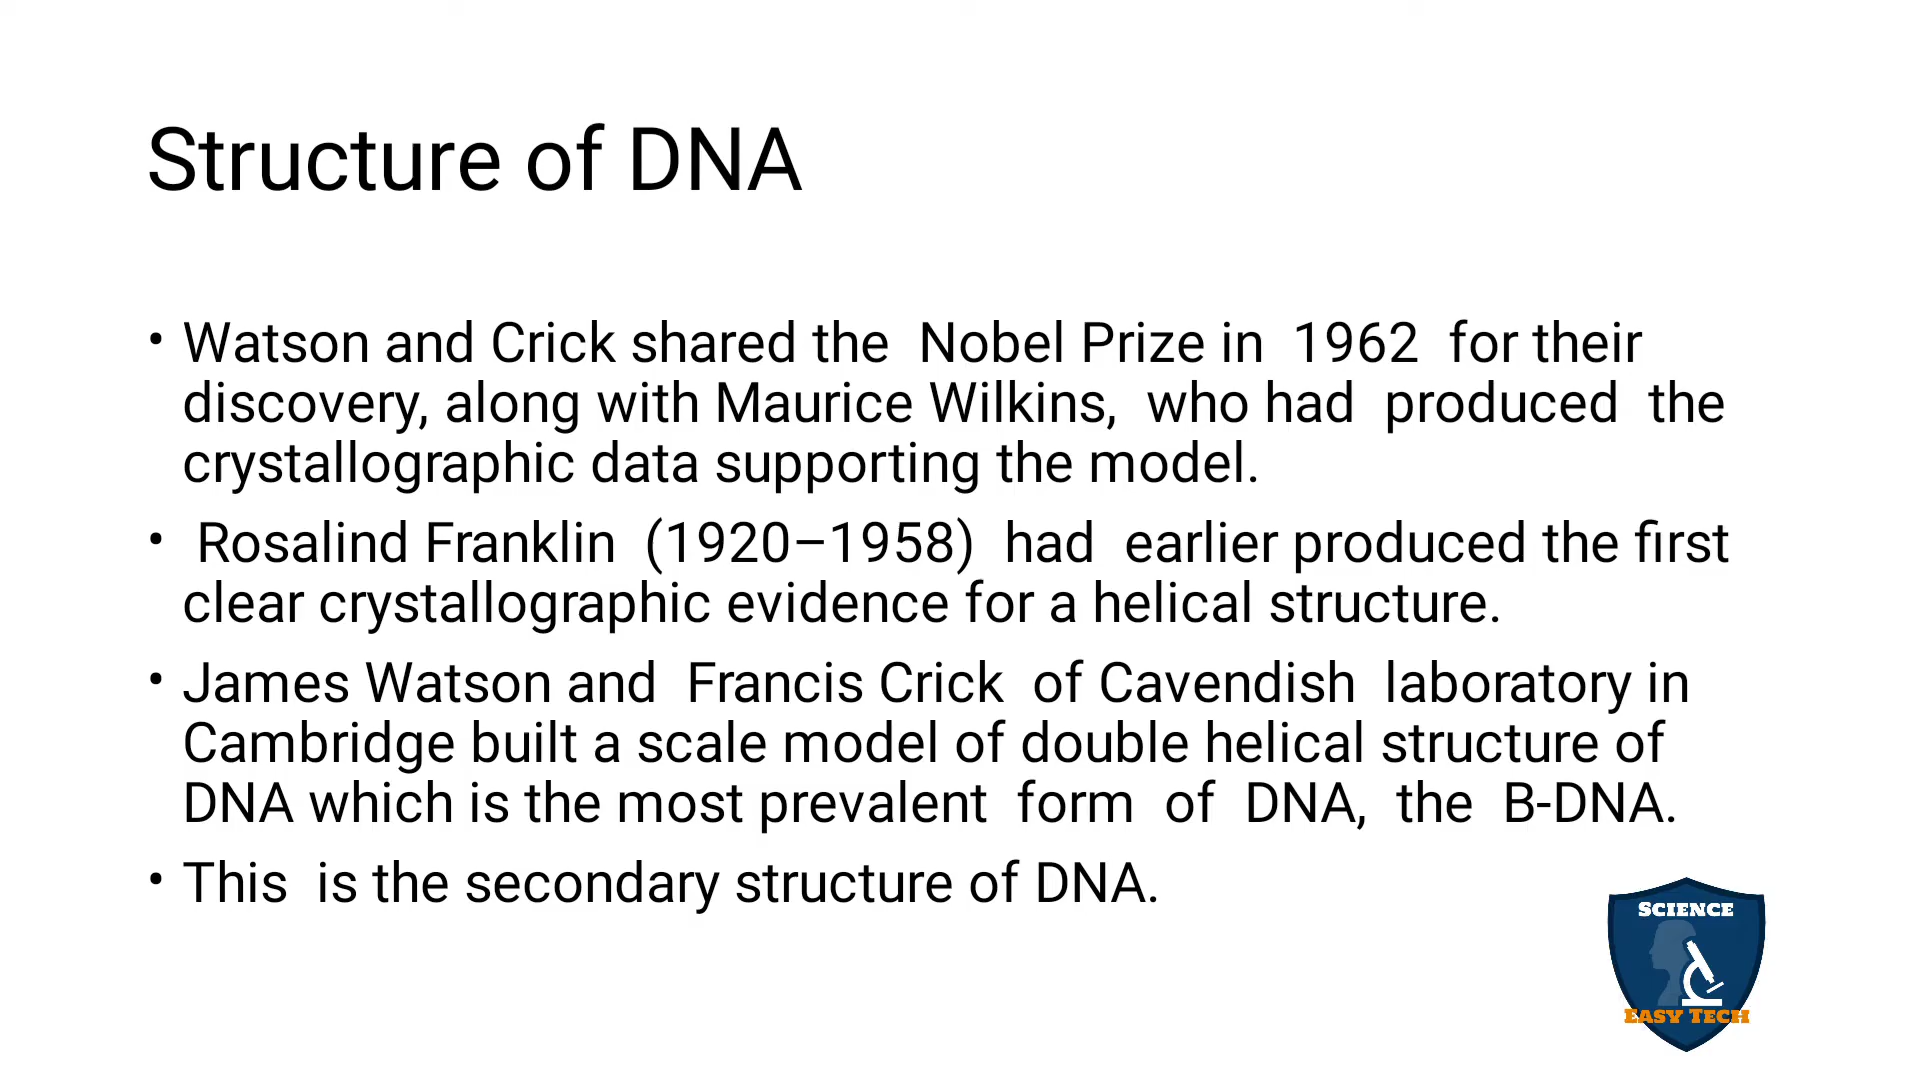 Structure of DNA
• Watson and Crick shared the  Nobel Prize in  1962  for their
discovery, along with Maurice Wilkins,  who had  produced  the
crystallographic data supporting the model.
•  Rosalind Franklin  (1920–1958)  had  earlier produced the first
clear crystallographic evidence for a helical structure.
• James Watson and  Francis Crick  of Cavendish  laboratory in
Cambridge built a scale model of double helical structure of
DNA which is the most prevalent  form  of  DNA,  the  B-DNA.
• This  is the secondary structure of DNA.
SCIENCE
EASY TECH